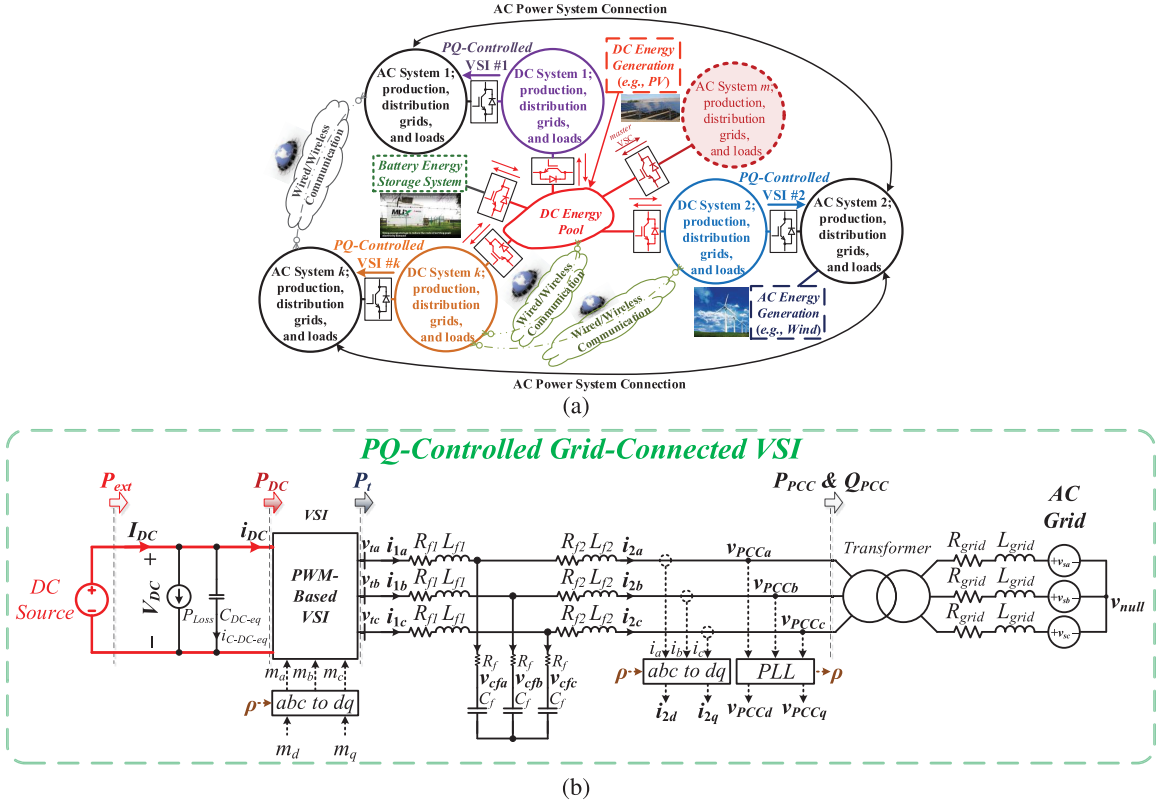 AC Power System Connection
PQ-Controlled
VSI #1
AC System 1;
production,
distribution
grids,
and loads
DC System 1;
production,
distribution
grids,
and loads
DC Energy
Generation
(e.g., PV)
AC System m;
production,
distribution
grids,
and loads
master
VSC
Wired/Wireless
Communication
Battery Energy
Storage System
DC Energy
Pool
DC System 2;
production,
distribution
grids,
and loads
PQ-Controlled
VSI #2
AC System 2;
production,
distribution
grids,
and loads
PQ-Controlled
VSI #k
AC System k;
production,
distribution
grids,
and loads
DC System k;
production,
distribution
grids,
and loads
Wired/Wireless
Communication
Wired/Wireless
Communication
AC Energy
Generation
(e.g., Wind)
AC Power System Connection
(a)
PQ-Controlled Grid-Connected VSI
P_ext
P_DC
P_t
P_PCC & Q_PCC
AC
Grid
I_DC
i_DC
VSI
+
V_DC
−
DC
Source
P_Loss
C_DC-eq
i_C-DC-eq
PWM-
Based
VSI
v_ta i_1a R_f1 L_f1
v_tb i_1b R_f1 L_f1
v_tc i_1c R_f1 L_f1
R_f2 L_f2 i_2a
R_f2 L_f2 i_2b
R_f2 L_f2 i_2c
v_PCCa
v_PCCb
v_PCCc
Transformer
R_grid L_grid +v_sa−
R_grid L_grid +v_sb−
R_grid L_grid +v_sc−
v_null
R_f R_f R_f
v_cfa v_cfb v_cfc
C_f C_f C_f
i_a i_b i_c
ρ abc to dq
PLL ρ
i_2d i_2q
v_PCCd v_PCCq
m_a m_b m_c
ρ abc to dq
m_d m_q
(b)